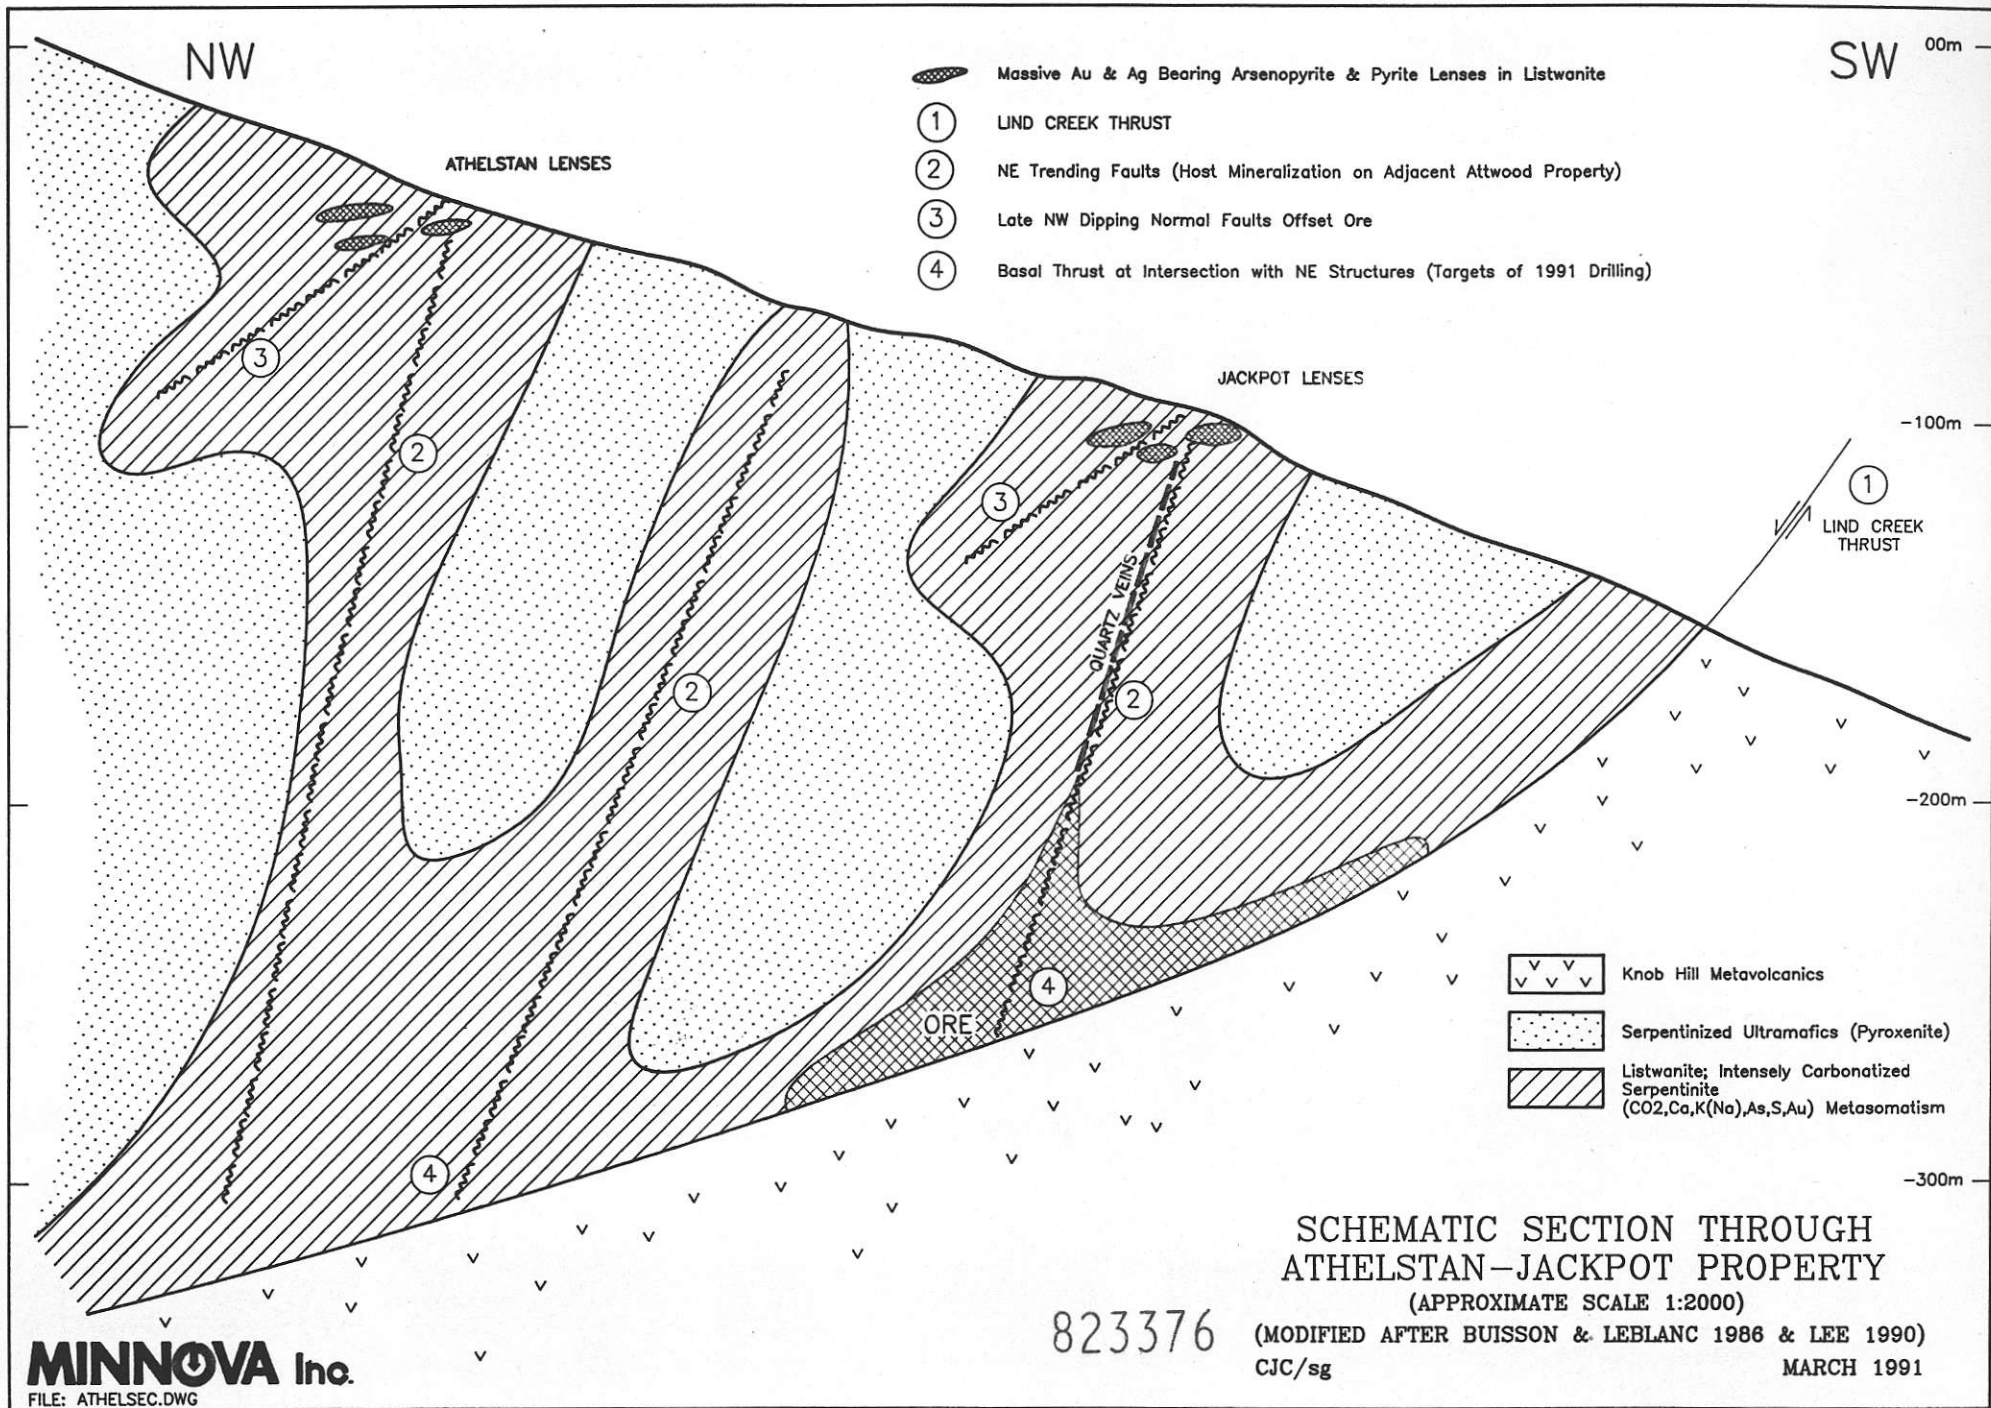 NW
SW
00m
Massive Au & Ag Bearing Arsenopyrite & Pyrite Lenses in Listwanite
1 LIND CREEK THRUST
2 NE Trending Faults (Host Mineralization on Adjacent Attwood Property)
3 Late NW Dipping Normal Faults Offset Ore
4 Basal Thrust at Intersection with NE Structures (Targets of 1991 Drilling)
ATHELSTAN LENSES
JACKPOT LENSES
-100m
3
2
3
1
LIND CREEK
THRUST
QUARTZ VEINS
2
2
-200m
4
ORE
4
Knob Hill Metavolcanics
Serpentinized Ultramafics (Pyroxenite)
Listwanite; Intensely Carbonatized
Serpentinite
(CO2,Ca,K(Na),As,S,Au) Metasomatism
-300m
SCHEMATIC SECTION THROUGH
ATHELSTAN-JACKPOT PROPERTY
(APPROXIMATE SCALE 1:2000)
(MODIFIED AFTER BUISSON & LEBLANC 1986 & LEE 1990)
CJC/sg MARCH 1991
823376
MINNOVA Inc.
FILE: ATHELSEC.DWG